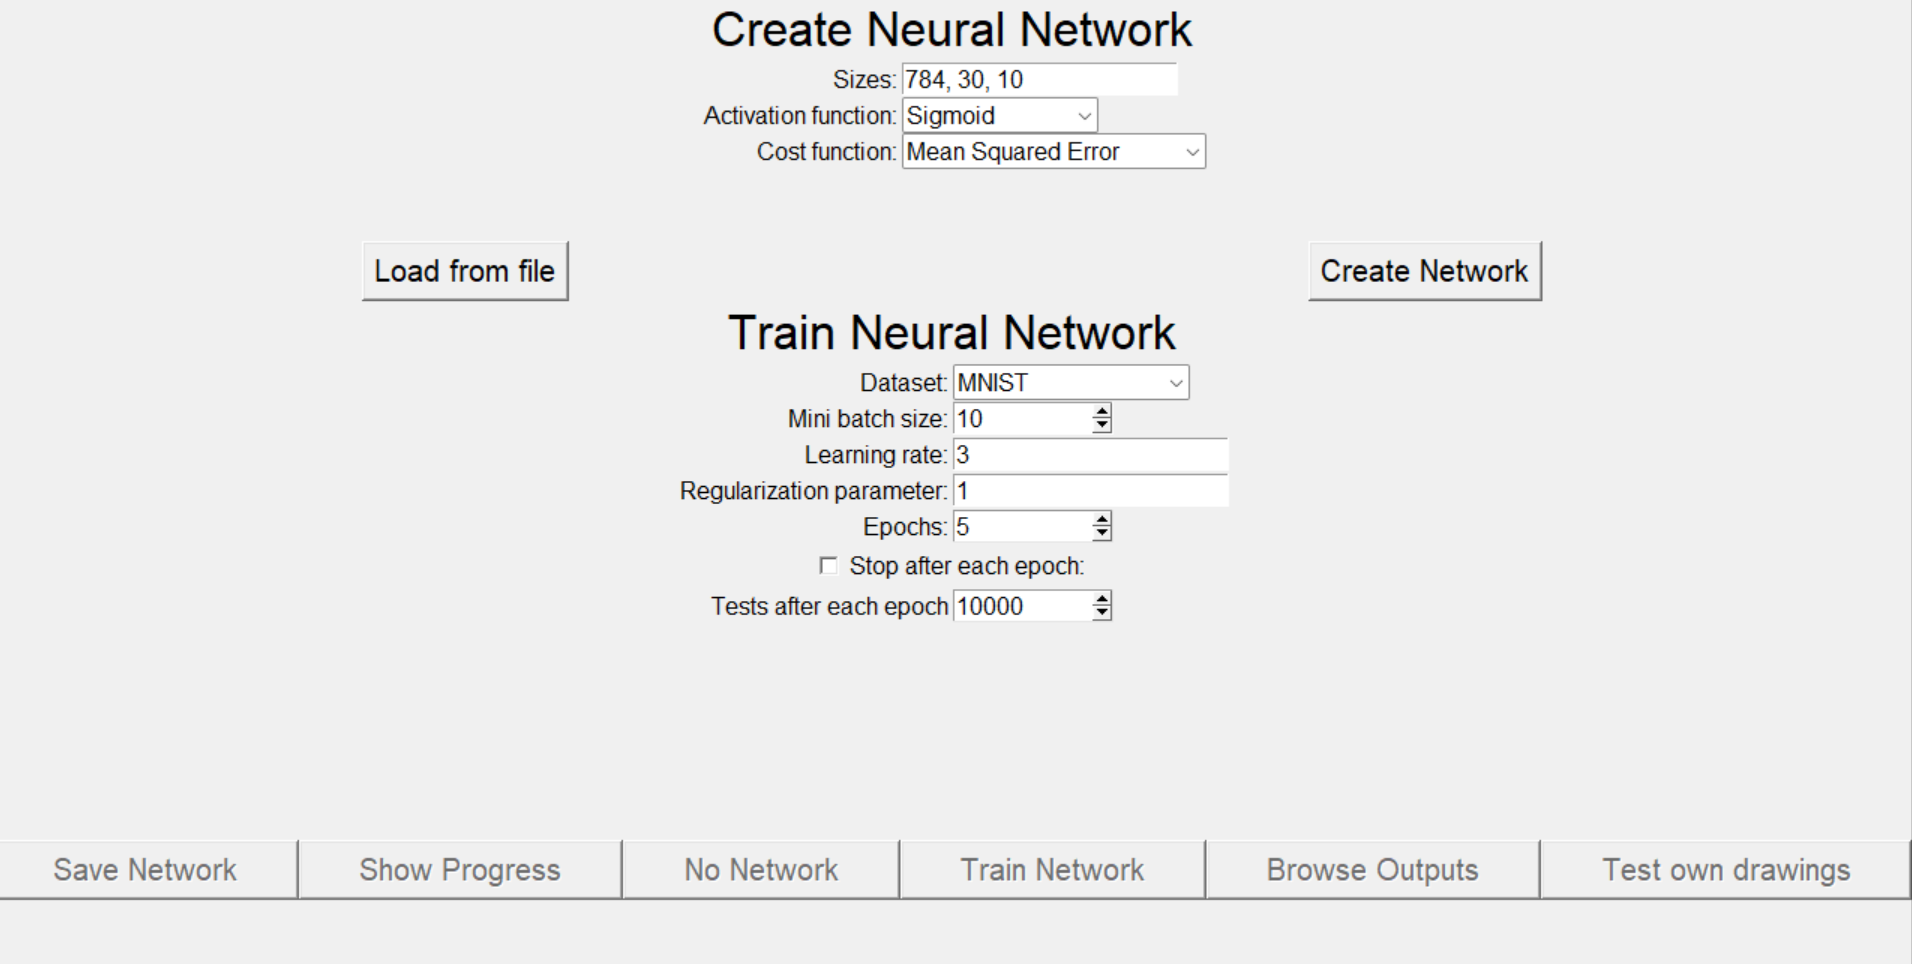 Create Neural Network
Sizes: 784, 30, 10
Activation function: Sigmoid
Cost function: Mean Squared Error
Load from file Create Network
Train Neural Network
Dataset: MNIST
Mini batch size: 10
Learning rate: 3
Regularization parameter: 1
Epochs: 5
Stop after each epoch:
Tests after each epoch 10000
Save Network Show Progress No Network Train Network Browse Outputs Test own drawings